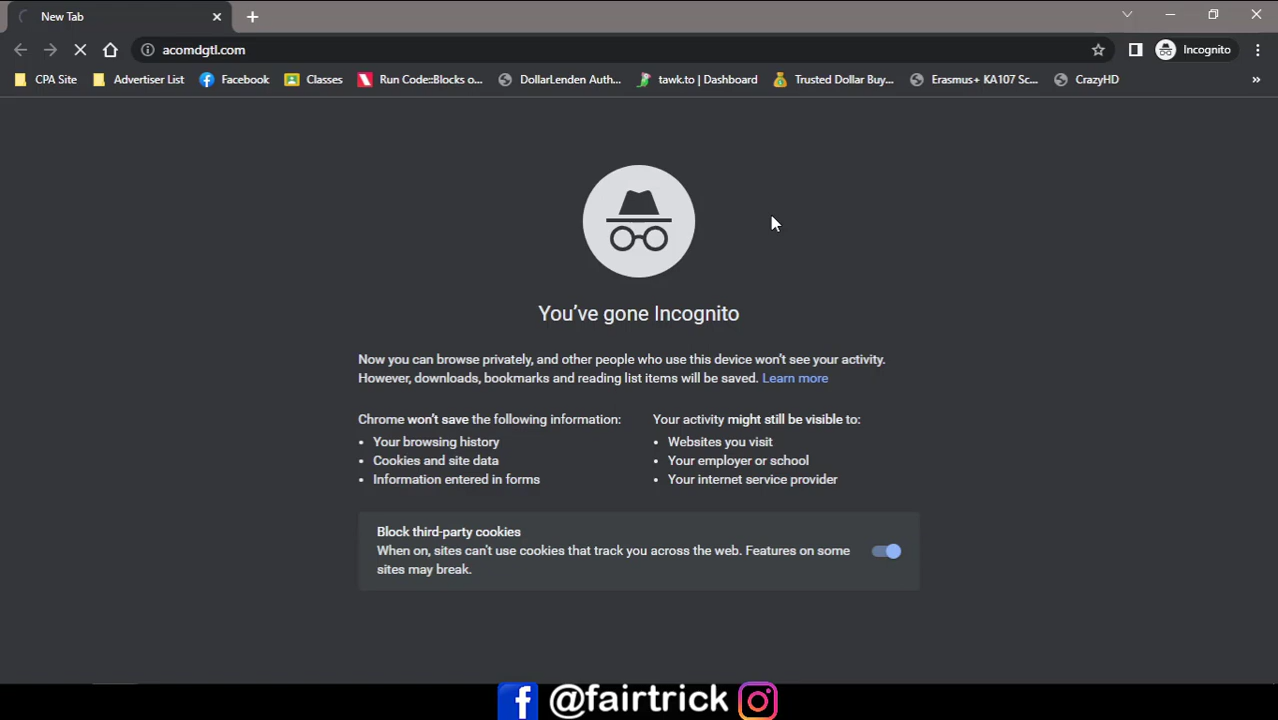 New Tab
acomdgtl.com
Incognito
CPA Site
Advertiser List
Facebook
Classes
Run Code::Blocks o...
DollarLenden Auth...
tawk.to | Dashboard
Trusted Dollar Buy...
Erasmus+ KA107 Sc...
CrazyHD
»
You've gone Incognito
Now you can browse privately, and other people who use this device won't see your activity.
However, downloads, bookmarks and reading list items will be saved. Learn more
Chrome won't save the following information:
• Your browsing history
• Cookies and site data
• Information entered in forms
Your activity might still be visible to:
• Websites you visit
• Your employer or school
• Your internet service provider
Block third-party cookies
When on, sites can't use cookies that track you across the web. Features on some
sites may break.
@fairtrick